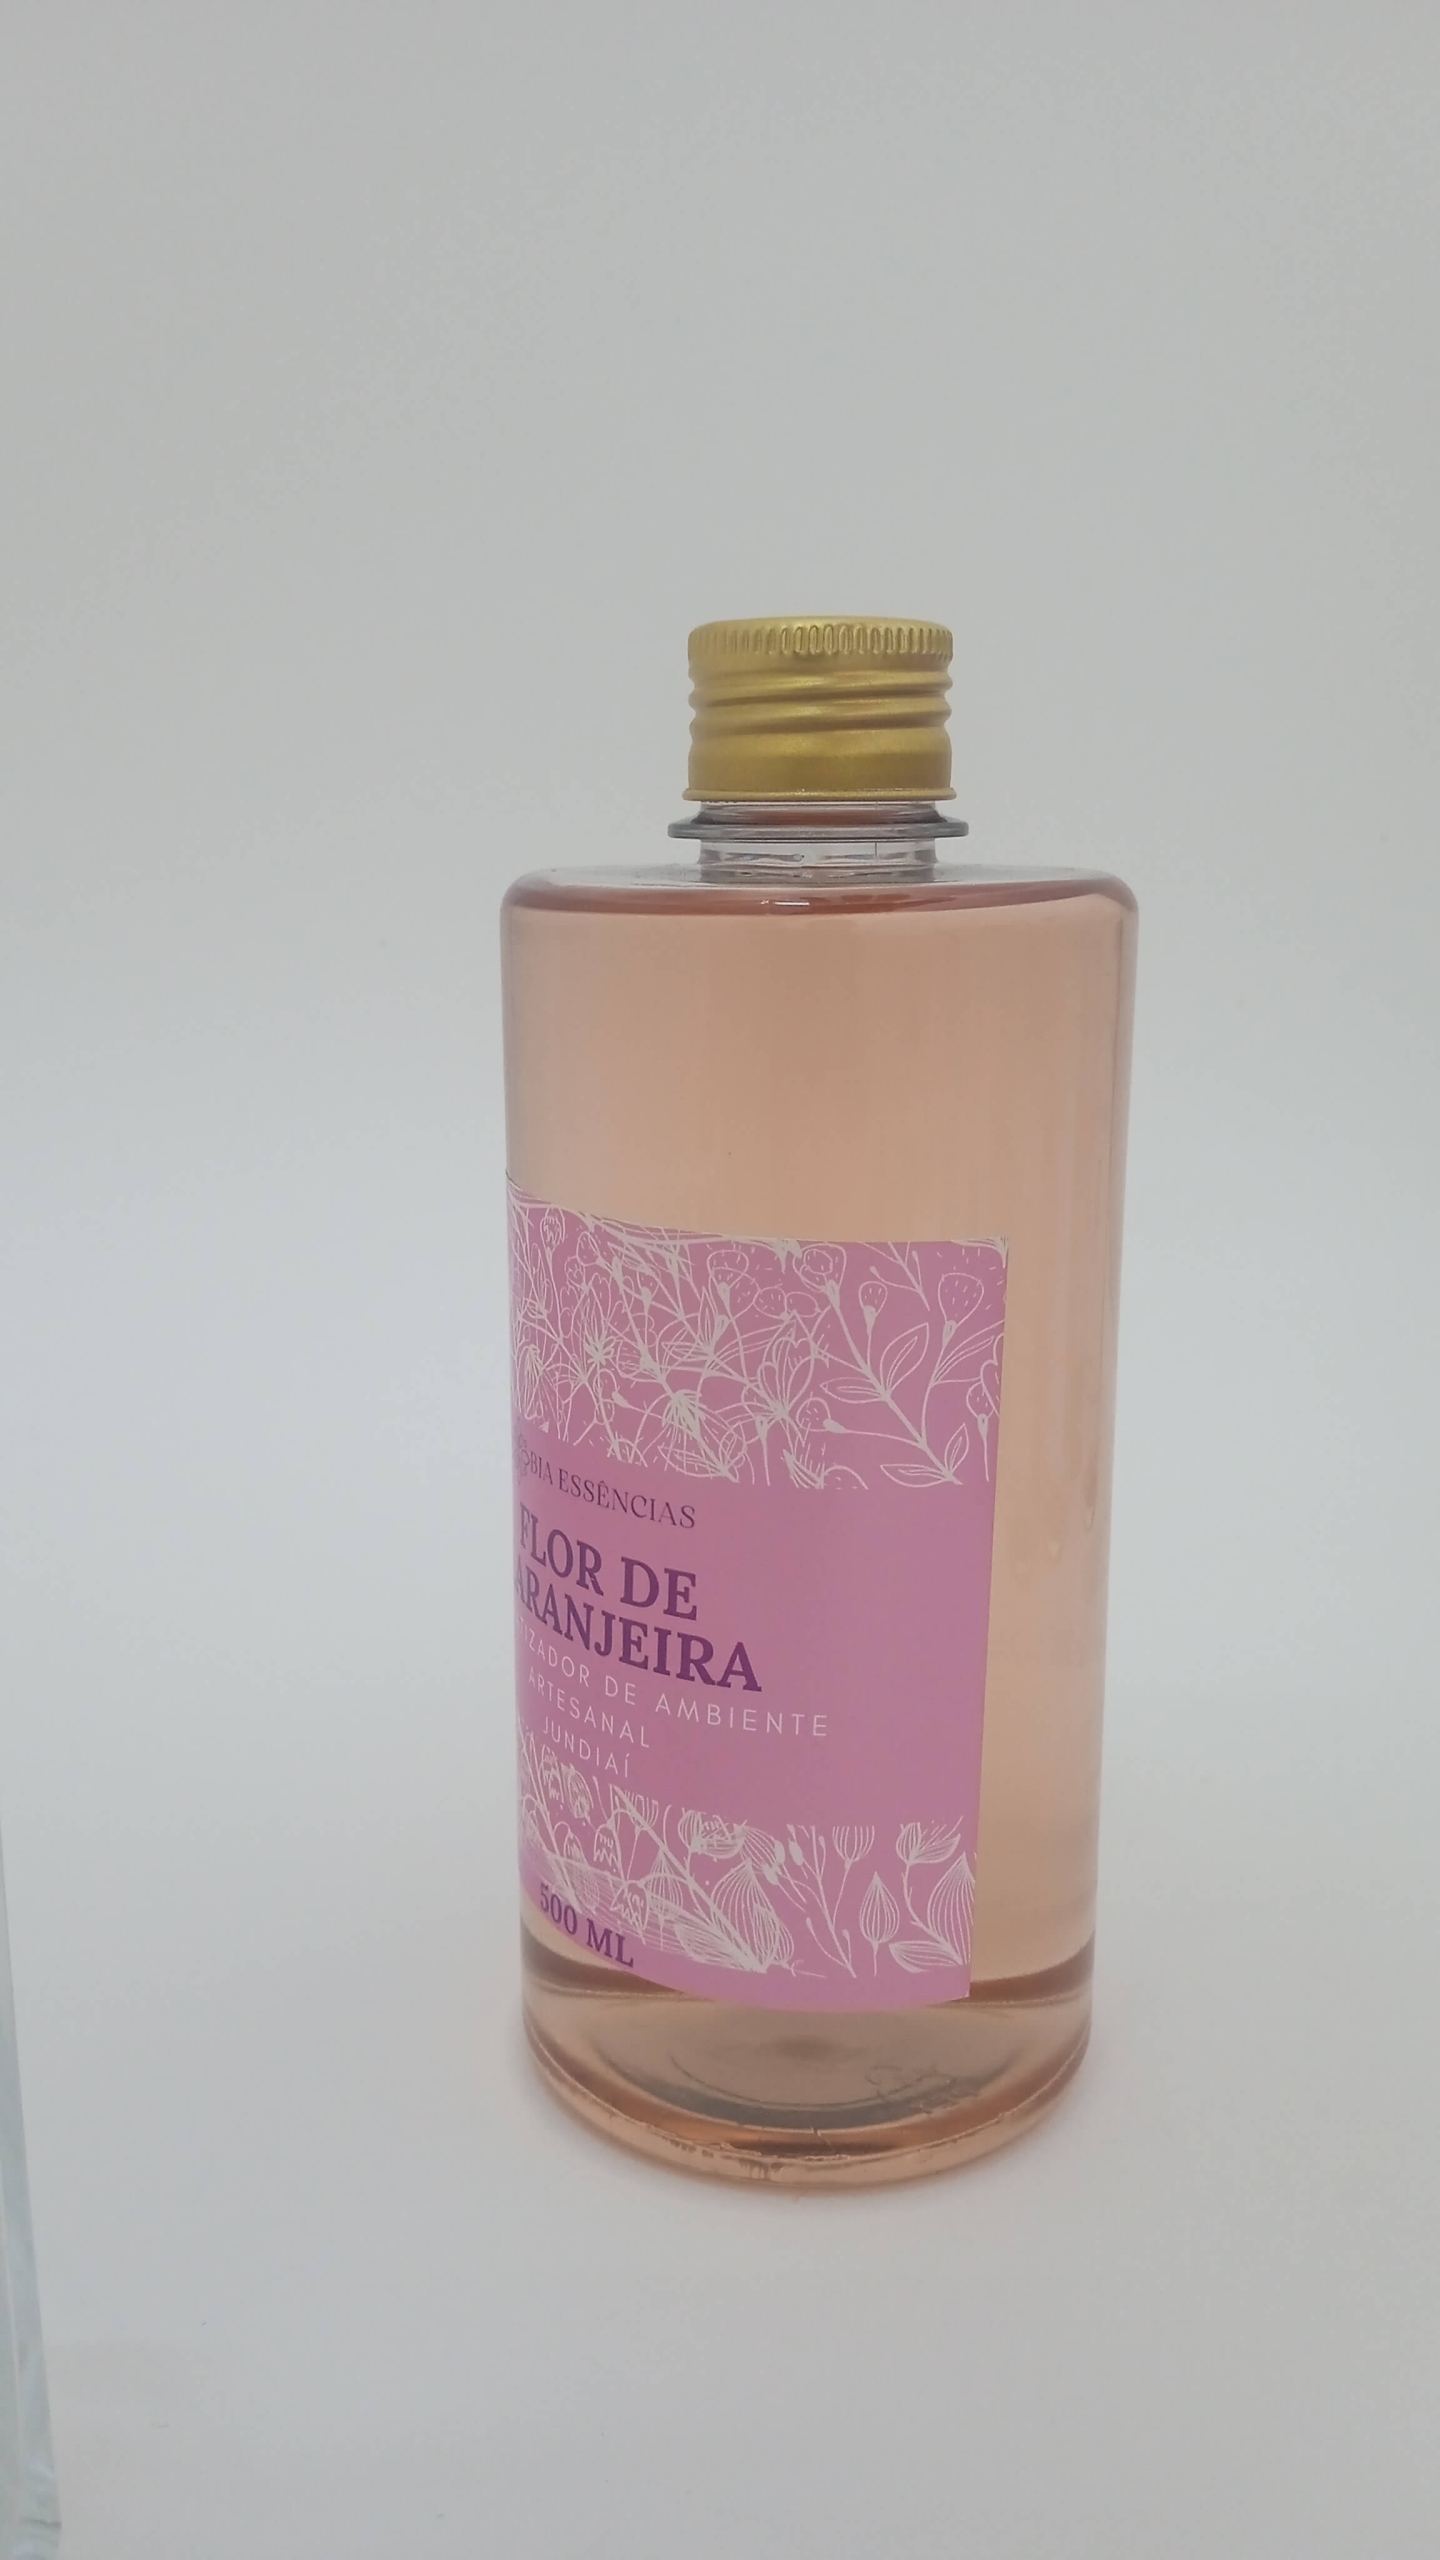 BIA ESSÊNCIAS
FLOR DE
ARANJEIRA
TIZADOR DE AMBIENTE
ARTESANAL
JUNDIAÍ
500 ML